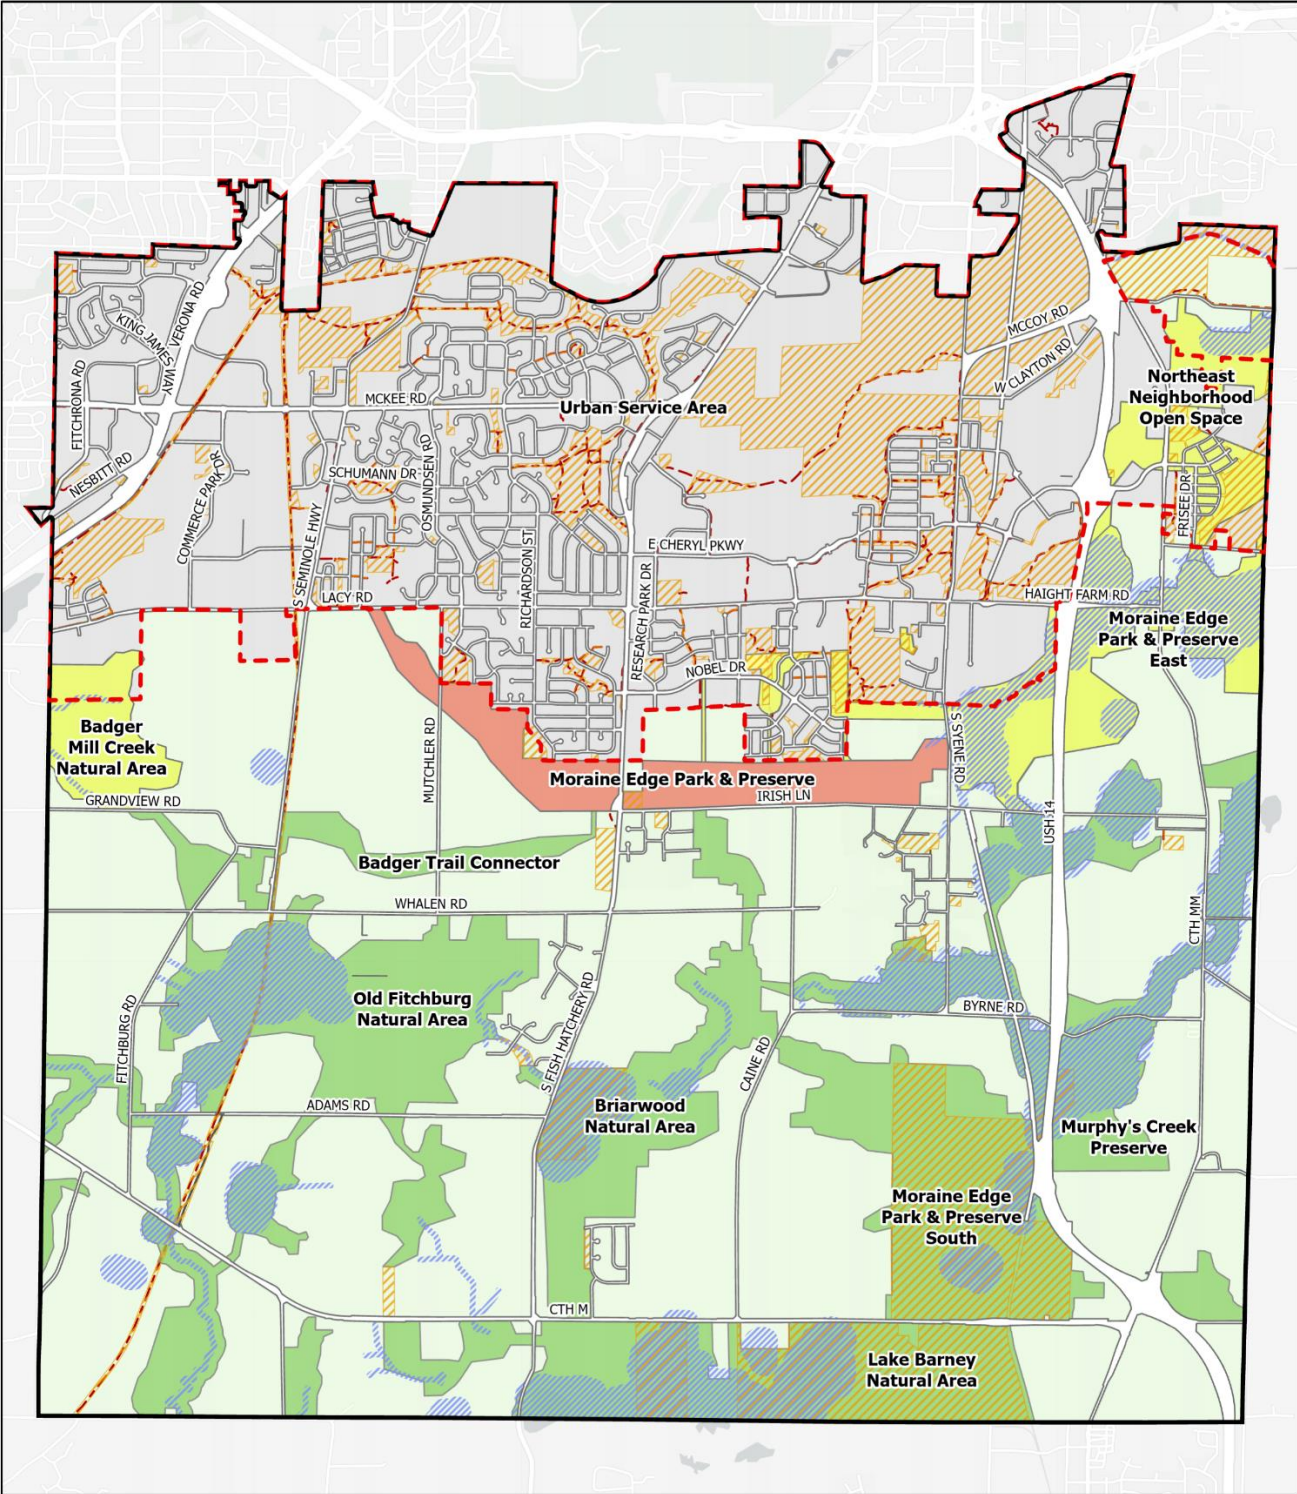 VERONA RD
KING JAMES WAY
FITCHRONA RD
MCKEE RD
NESBITT RD
COMMERCE PARK DR
SCHUMANN DR
OSMUNDSEN RD
S SEMINOLE HWY
LACY RD
RICHARDSON ST
Urban Service Area
E CHERYL PKWY
RESEARCH PARK DR
NOBEL DR
MCCOY RD
W CLAYTON RD
Northeast
Neighborhood
Open Space
FRISEE DR
HAIGHT FARM RD
Moraine Edge
Park & Preserve
East
Badger
Mill Creek
Natural Area
GRANDVIEW RD
MUTCHLER RD
Moraine Edge Park & Preserve
IRISH LN
S SYENE RD
USH 14
Badger Trail Connector
WHALEN RD
CTH MM
Old Fitchburg
Natural Area
FITCHBURG RD
S FISH HATCHERY RD
BYRNE RD
CAINE RD
ADAMS RD
Briarwood
Natural Area
Murphy's Creek
Preserve
Moraine Edge
Park & Preserve
South
CTH M
Lake Barney
Natural Area